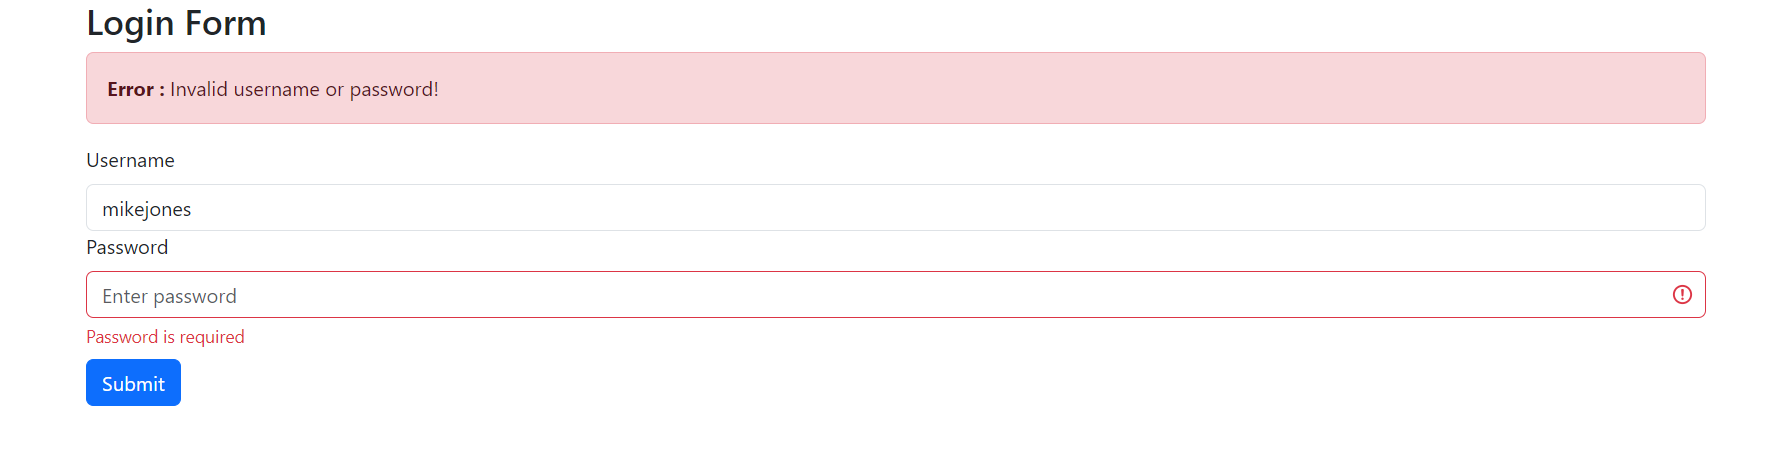 Login Form
Error : Invalid username or password!
Username
mikejones
Password
Enter password
Password is required
Submit